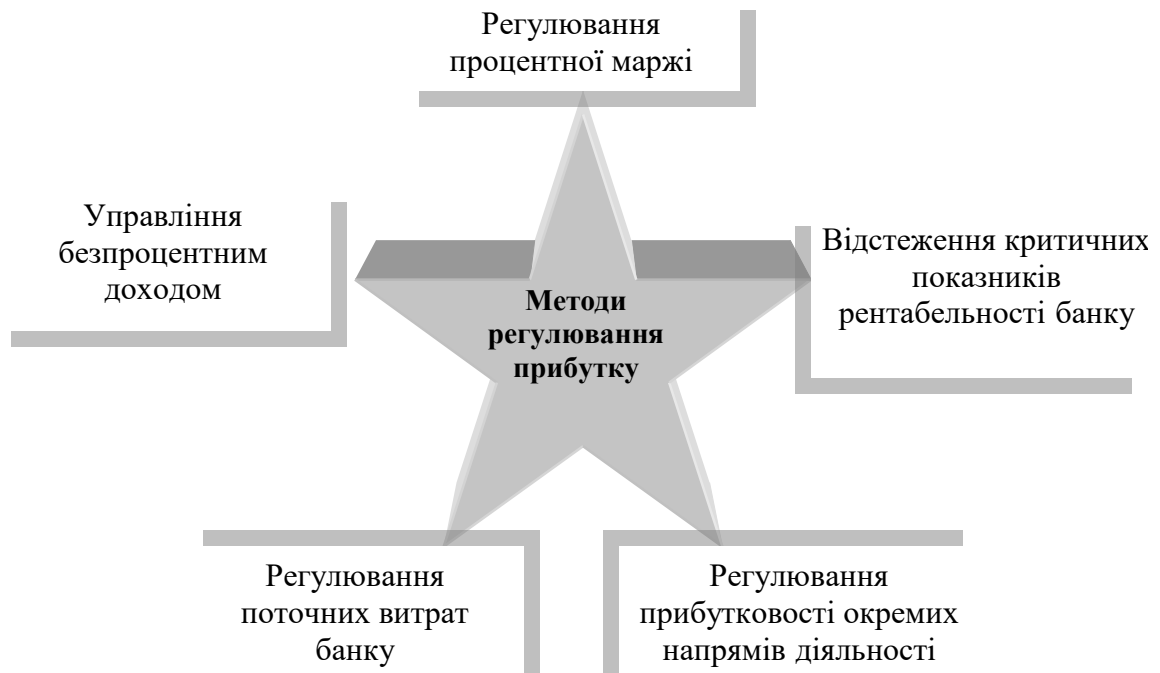 Регулювання
процентної маржі
Управління
безпроцентним
доходом
Відстеження критичних
показників
рентабельності банку
Методи
регулювання
прибутку
Регулювання
поточних витрат
банку
Регулювання
прибутковості окремих
напрямів діяльності